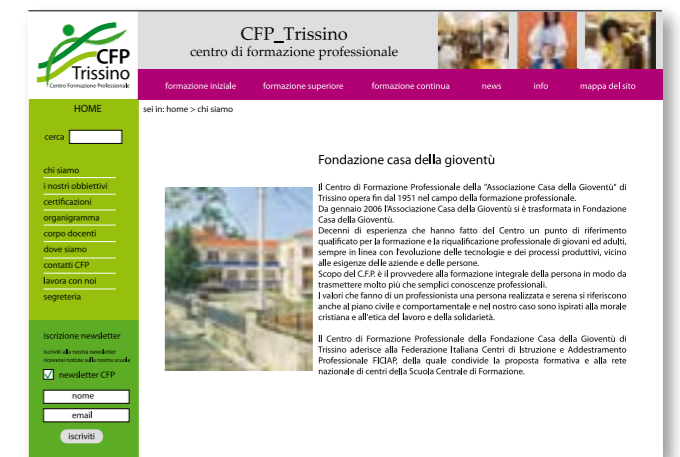 CFP
Trissino
Centro Formazione Professionale
CFP_Trissino
centro di formazione professionale
formazione iniziale formazione superiore formazione continua news info mappa del sito
HOME
sei in: home > chi siamo
cerca
chi siamo
i nostri obbiettivi
certificazioni
organigramma
corpo docenti
dove siamo
contatti CFP
lavora con noi
segreteria
iscrizione newsletter
iscriviti alla nostra newsletter
riceverai notizie sulla nostra scuola
newsletter CFP
nome
email
iscriviti
Fondazione casa della gioventù
Il Centro di Formazione Professionale della "Associazione Casa della Gioventù" di
Trissino opera fin dal 1951 nel campo della formazione professionale.
Da gennaio 2006 l'Associazione Casa della Gioventù si è trasformata in Fondazione
Casa della Gioventù.
Decenni di esperienza che hanno fatto del Centro un punto di riferimento
qualificato per la formazione e la riqualificazione professionale di giovani ed adulti,
sempre in linea con l'evoluzione delle tecnologie e dei processi produttivi, vicino
alle esigenze delle aziende e delle persone.
Scopo del C.F.P. è il provvedere alla formazione integrale della persona in modo da
trasmettere molto più che semplici conoscenze professionali.
I valori che fanno di un professionista una persona realizzata e serena si riferiscono
anche al piano civile e comportamentale e nel nostro caso sono ispirati alla morale
cristiana e all'etica del lavoro e della solidarietà.
Il Centro di Formazione Professionale della Fondazione Casa della Gioventù di
Trissino aderisce alla Federazione Italiana Centri di Istruzione e Addestramento
Professionale FICIAP, della quale condivide la proposta formativa e alla rete
nazionale di centri della Scuola Centrale di Formazione.